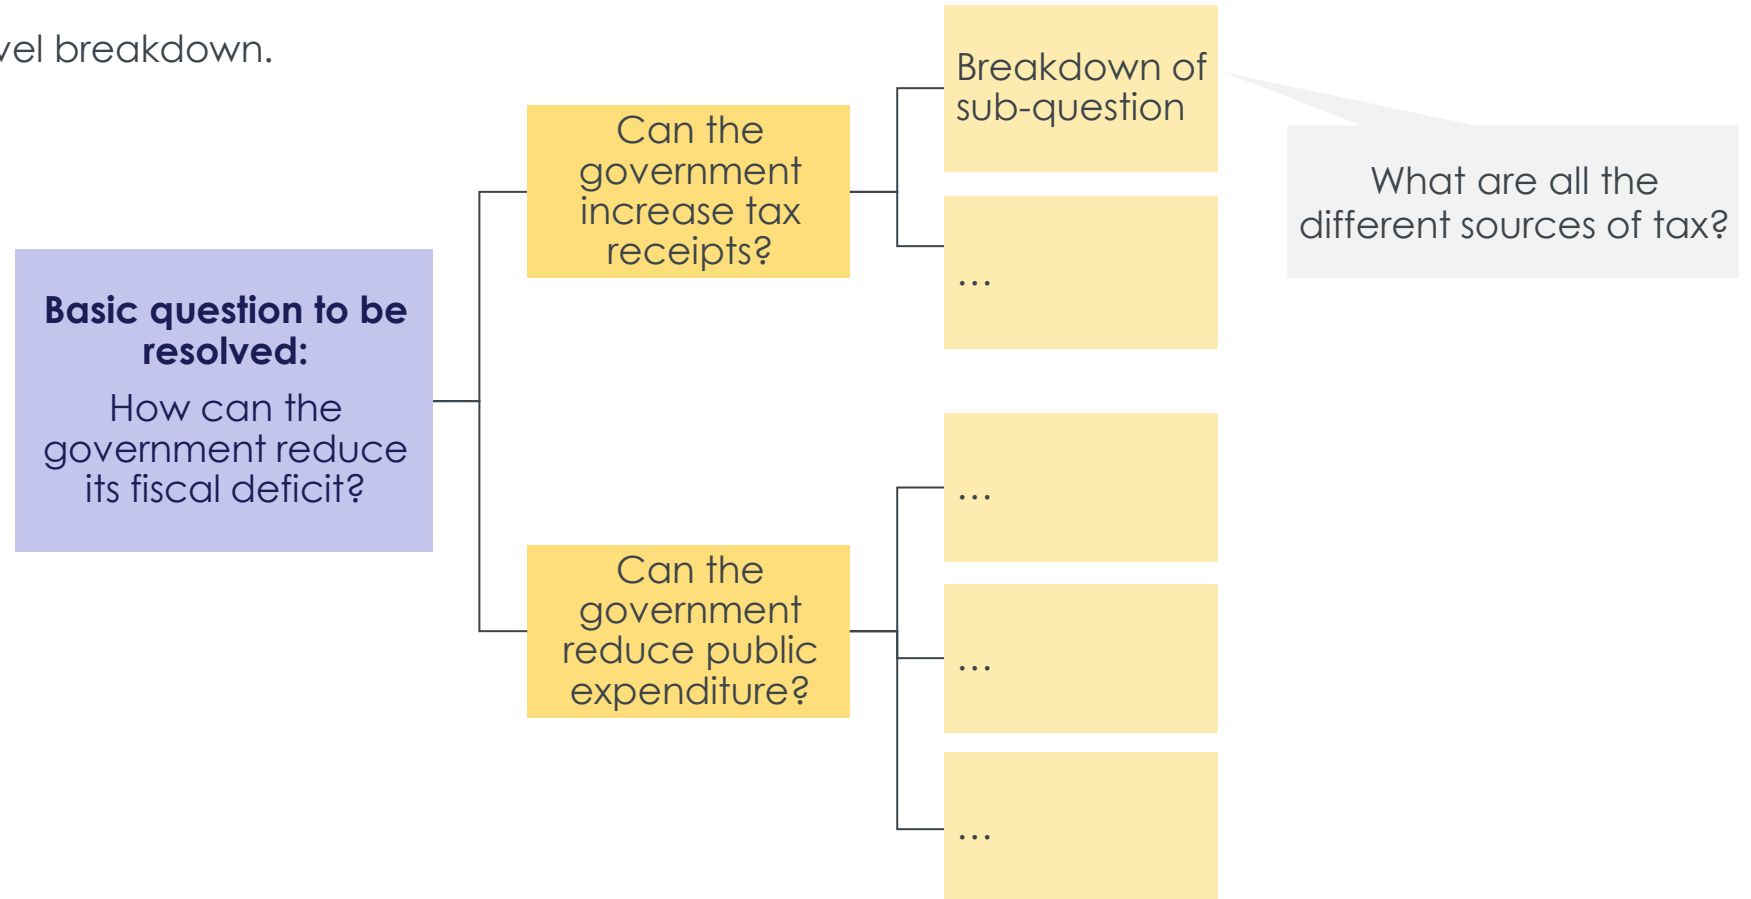 breakdown.
Basic question to be
resolved:
How can the
government reduce
its fiscal deficit?
Can the
government
increase tax
receipts?
Breakdown of
sub-question
…
What are all the
different sources of tax?
Can the
government
reduce public
expenditure?
…
…
…